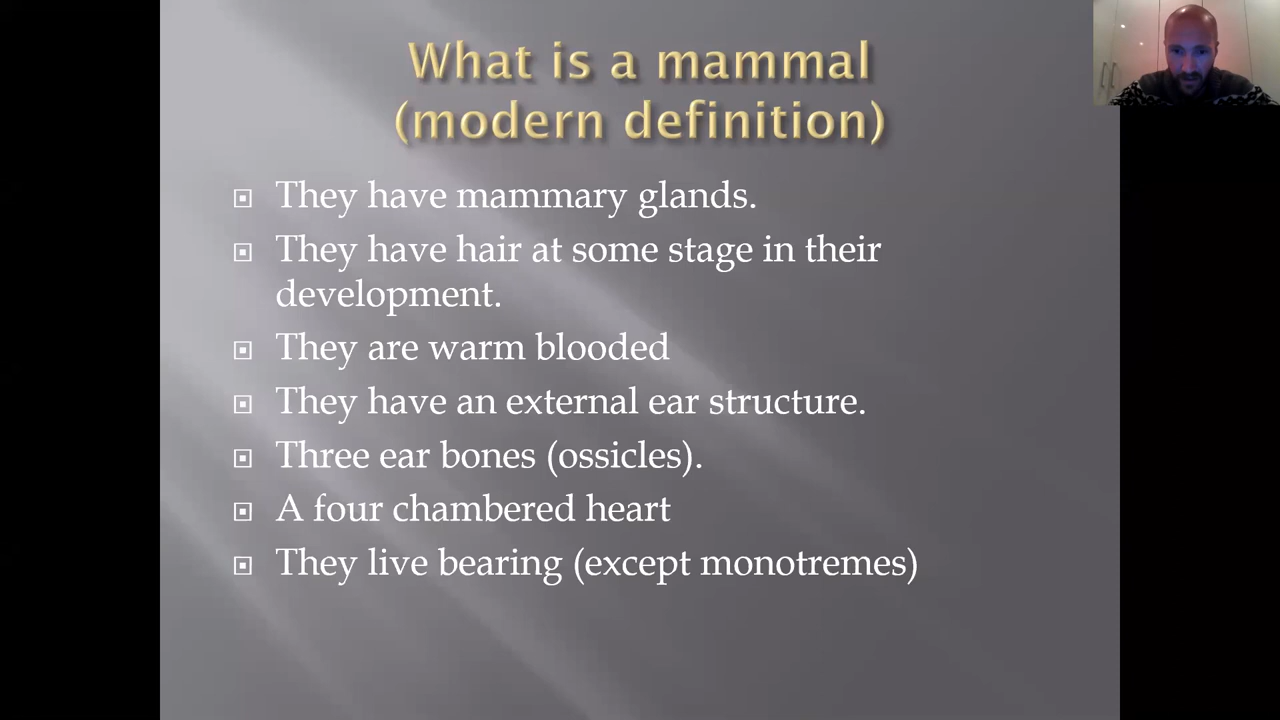 What is a mammal
(modern definition)
They have mammary glands.
They have hair at some stage in their
development.
They are warm blooded
They have an external ear structure.
Three ear bones (ossicles).
A four chambered heart
They live bearing (except monotremes)